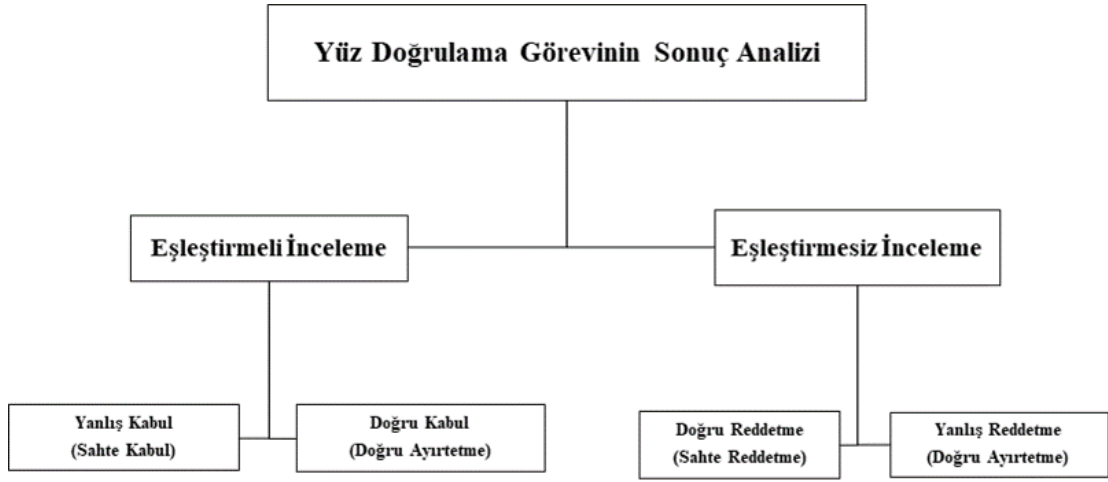 Yüz Doğrulama Görevinin Sonuç Analizi
Eşleştirmeli İnceleme
Eşleştirmesiz İnceleme
Yanlış Kabul
(Sahte Kabul)
Doğru Kabul
(Doğru Ayırtetme)
Doğru Reddetme
(Sahte Reddetme)
Yanlış Reddetme
(Doğru Ayırtetme)